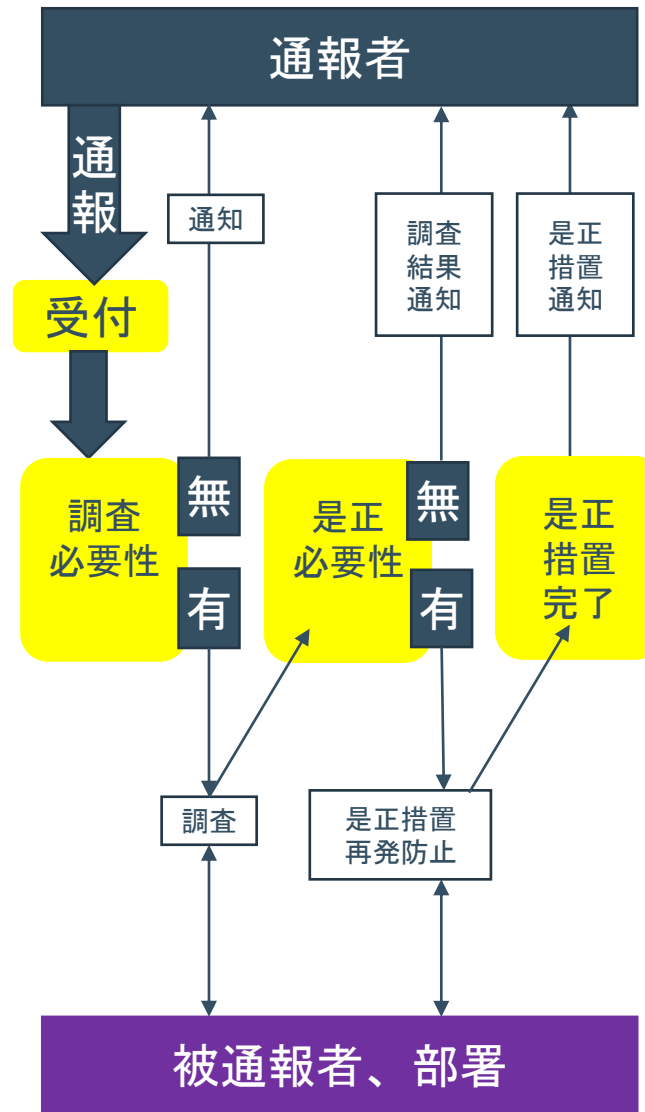 通報者
通
報
通知
調査
結果
通知
是正
措置
通知
受付
調査
必要性
無
有
是正
必要性
無
有
是正
措置
完了
調査
是正措置
再発防止
被通報者、部署